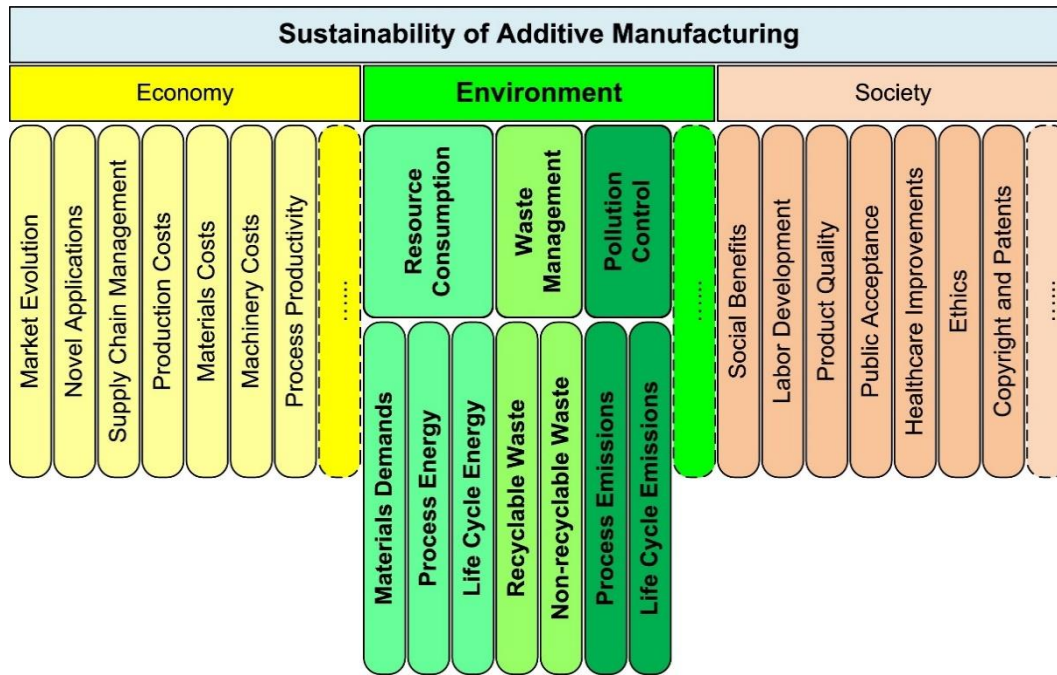 Sustainability of Additive Manufacturing
Economy
Environment
Society
Market Evolution
Novel Applications
Supply Chain Management
Production Costs
Materials Costs
Machinery Costs
Process Productivity
......
Resource
Consumption
Waste
Management
Pollution
Control
......
Materials Demands
Process Energy
Life Cycle Energy
Recyclable Waste
Non-recyclable Waste
Process Emissions
Life Cycle Emissions
Social Benefits
Labor Development
Product Quality
Public Acceptance
Healthcare Improvements
Ethics
Copyright and Patents
......